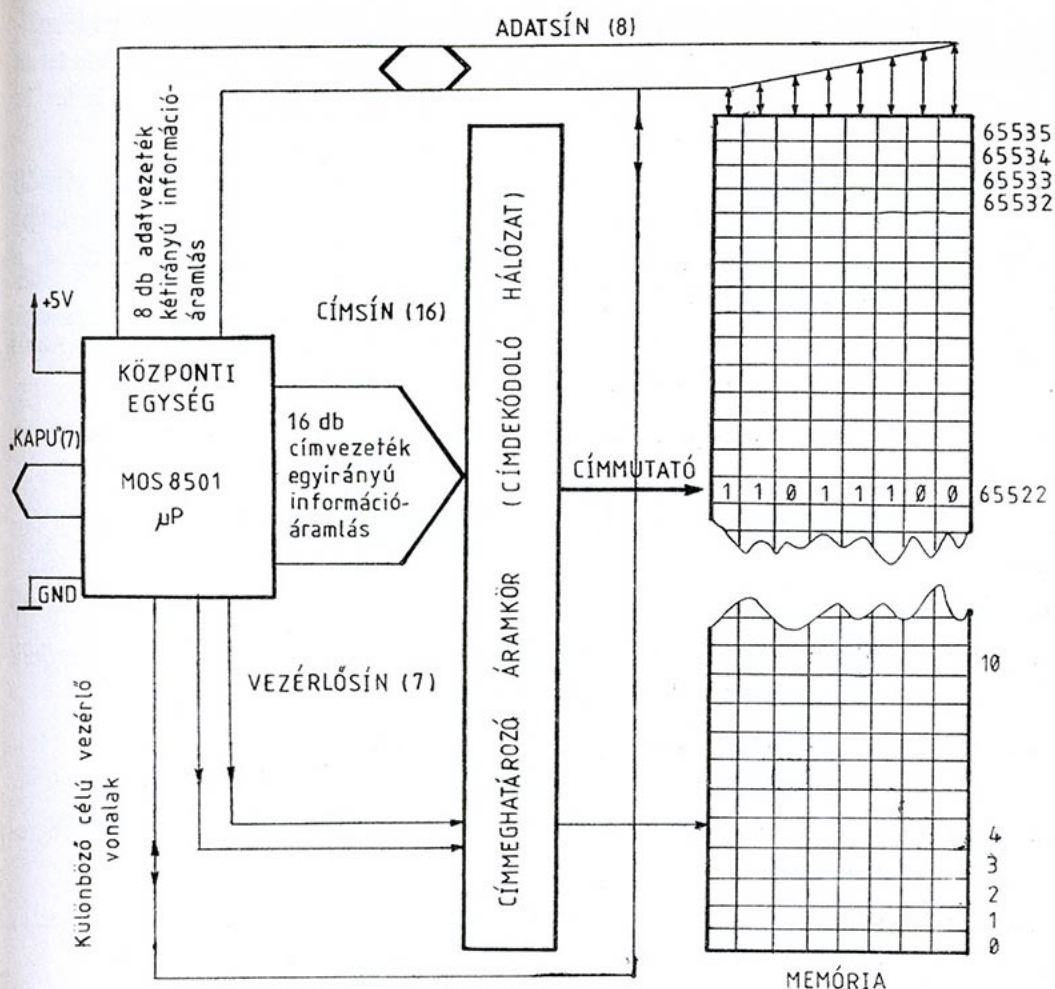 ADATSÍN (8)
8 db adatvezeték
kétirányú információ-
áramlás
65535
65534
65533
65532
+5V
CÍMSÍN (16)
KÖZPONTI
EGYSÉG
MOS 8501
µP
„KAPU"(7)
GND
16 db
címvezeték
egyirányú
információ-
áramlás
CÍMMEGHATÁROZÓ ÁRAMKÖR (CÍMDEKÓDOLÓ HÁLÓZAT)
CÍMMUTATÓ
1 1 0 1 1 1 0 0
65522
VEZÉRLŐSÍN (7)
Különböző célú vezérlő
vonalak
10
4
3
2
1
0
MEMÓRIA